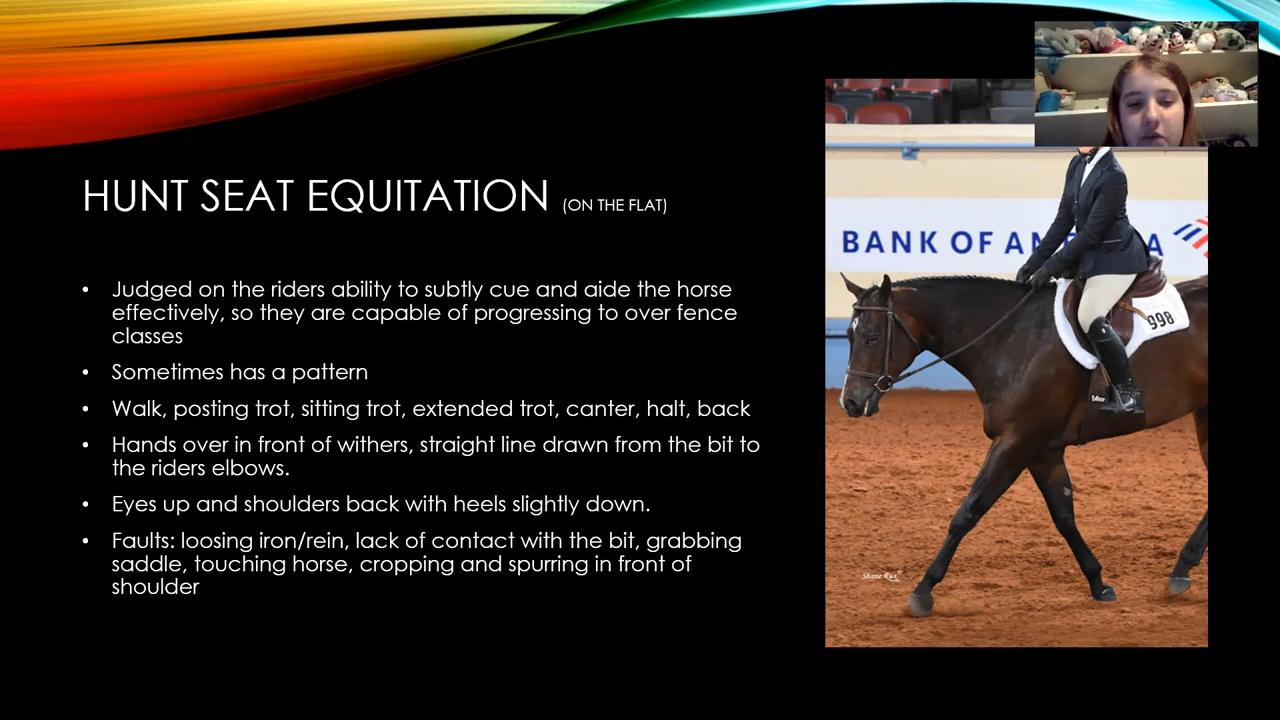 HUNT SEAT EQUITATION (ON THE FLAT)
• Judged on the riders ability to subtly cue and aide the horse
effectively, so they are capable of progressing to over fence
classes
• Sometimes has a pattern
• Walk, posting trot, sitting trot, extended trot, canter, halt, back
• Hands over in front of withers, straight line drawn from the bit to
the riders elbows.
• Eyes up and shoulders back with heels slightly down.
• Faults: loosing iron/rein, lack of contact with the bit, grabbing
saddle, touching horse, cropping and spurring in front of
shoulder
BANK OF AM A
998